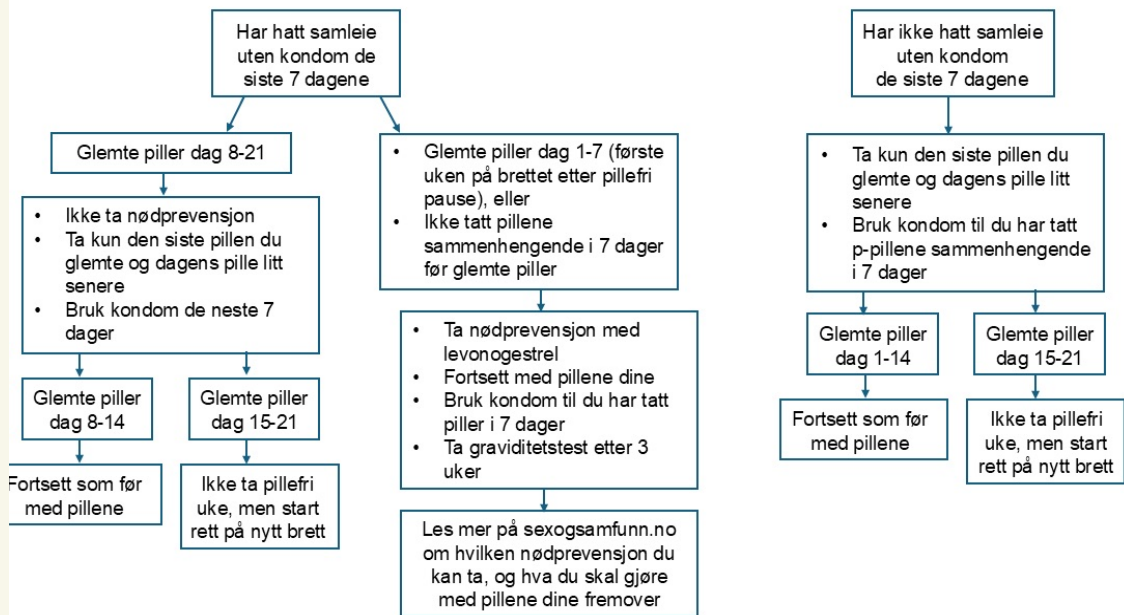 Har hatt samleie
uten kondom de
siste 7 dagene
Glemte piller dag 8-21
• Ikke ta nødprevensjon
• Ta kun den siste pillen du
glemte og dagens pille litt
senere
• Bruk kondom de neste 7
dager
Glemte piller
dag 8-14
Fortsett som før
med pillene
Glemte piller
dag 15-21
Ikke ta pillefri
uke, men start
rett på nytt brett
• Glemte piller dag 1-7 (første
uken på brettet etter pillefri
pause), eller
• Ikke tatt pillene
sammenhengende i 7 dager
før glemte piller
• Ta nødprevensjon med
levonogestrel
• Fortsett med pillene dine
• Bruk kondom til du har tatt
piller i 7 dager
• Ta graviditetstest etter 3
uker
Les mer på sexogsamfunn.no
om hvilken nødprevensjon du
kan ta, og hva du skal gjøre
med pillene dine fremover
Har ikke hatt samleie
uten kondom
de siste 7 dagene
• Ta kun den siste pillen du
glemte og dagens pille litt
senere
• Bruk kondom til du har tatt
p-pillene sammenhengende
i 7 dager
Glemte piller
dag 1-14
Fortsett som før
med pillene
Glemte piller
dag 15-21
Ikke ta pillefri
uke, men start
rett på nytt brett